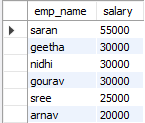 emp_name salary
saran 55000
geetha 30000
nidhi 30000
gourav 30000
sree 25000
arnav 20000